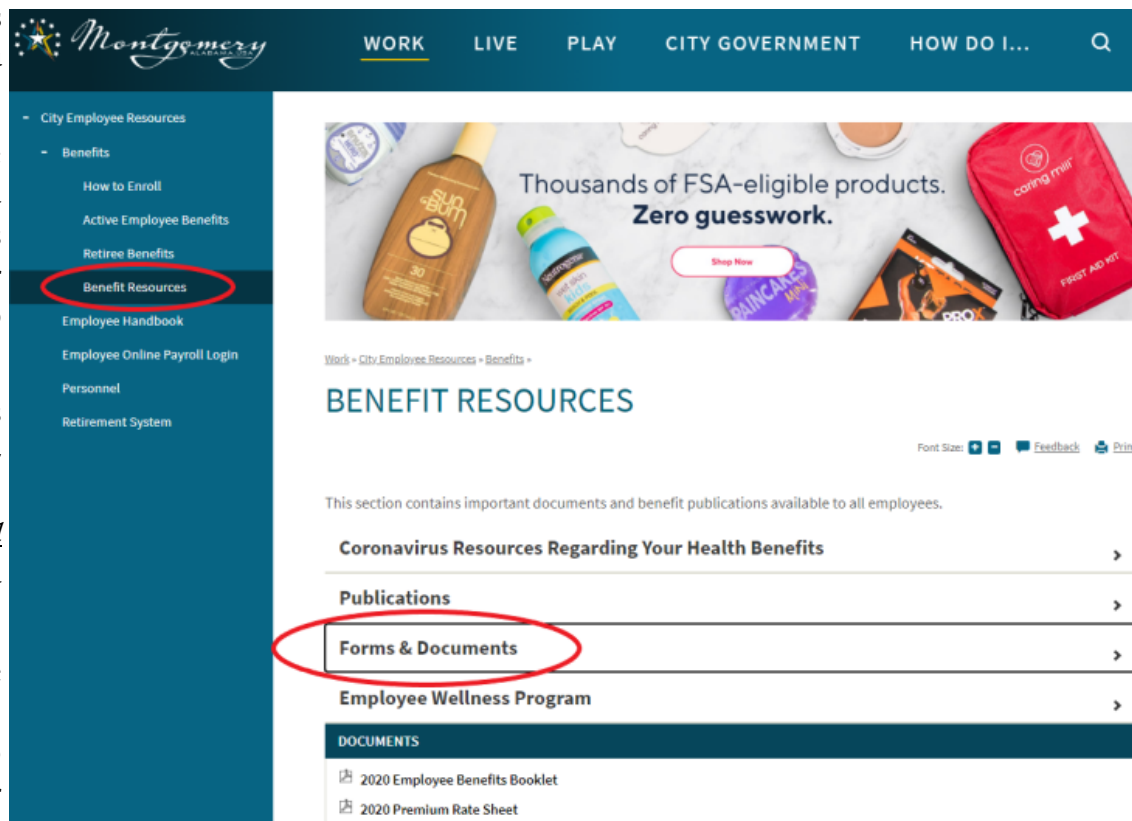 Montgomery
ALABAMA, USA
WORK LIVE PLAY CITY GOVERNMENT HOW DO I...
- City Employee Resources
- Benefits
How to Enroll
Active Employee Benefits
Retiree Benefits
Benefit Resources
Employee Handbook
Employee Online Payroll Login
Personnel
Retirement System
Thousands of FSA-eligible products.
Zero guesswork.
Shop Now
SUN
BUM
30
Neutrogena
wet skin
kids
PAINCAKES
MINI
PROX
caring mill
FIRST AID KIT
Work » City Employee Resources » Benefits »
BENEFIT RESOURCES
Font Size: + - Feedback Prin
This section contains important documents and benefit publications available to all employees.
Coronavirus Resources Regarding Your Health Benefits
Publications
Forms & Documents
Employee Wellness Program
DOCUMENTS
2020 Employee Benefits Booklet
2020 Premium Rate Sheet